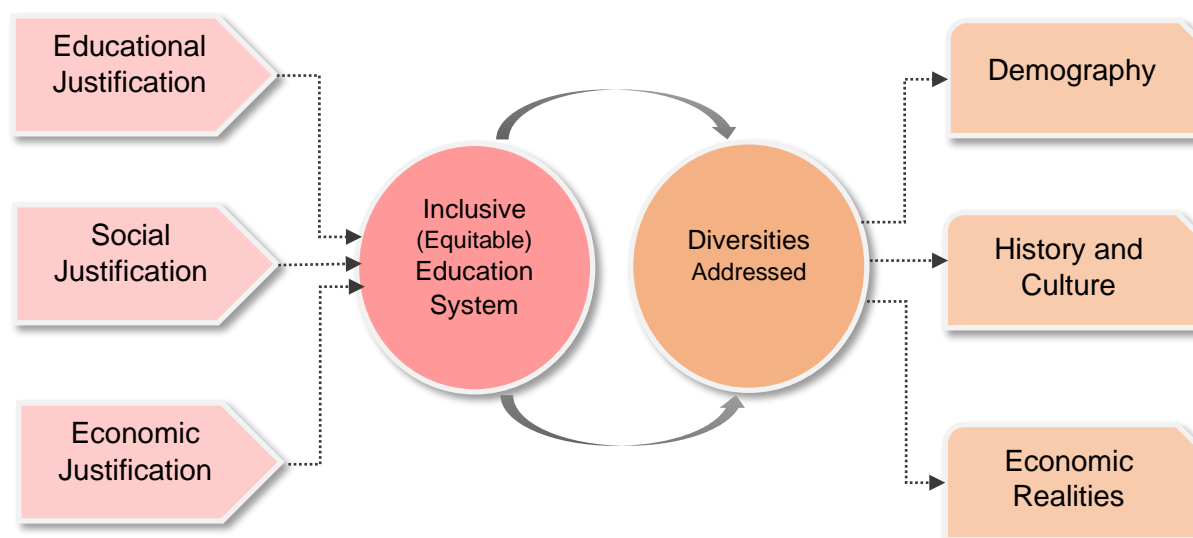 Educational
Justification
Social
Justification
Economic
Justification
Inclusive
(Equitable)
Education
System
Diversities
Addressed
Demography
History and
Culture
Economic
Realities